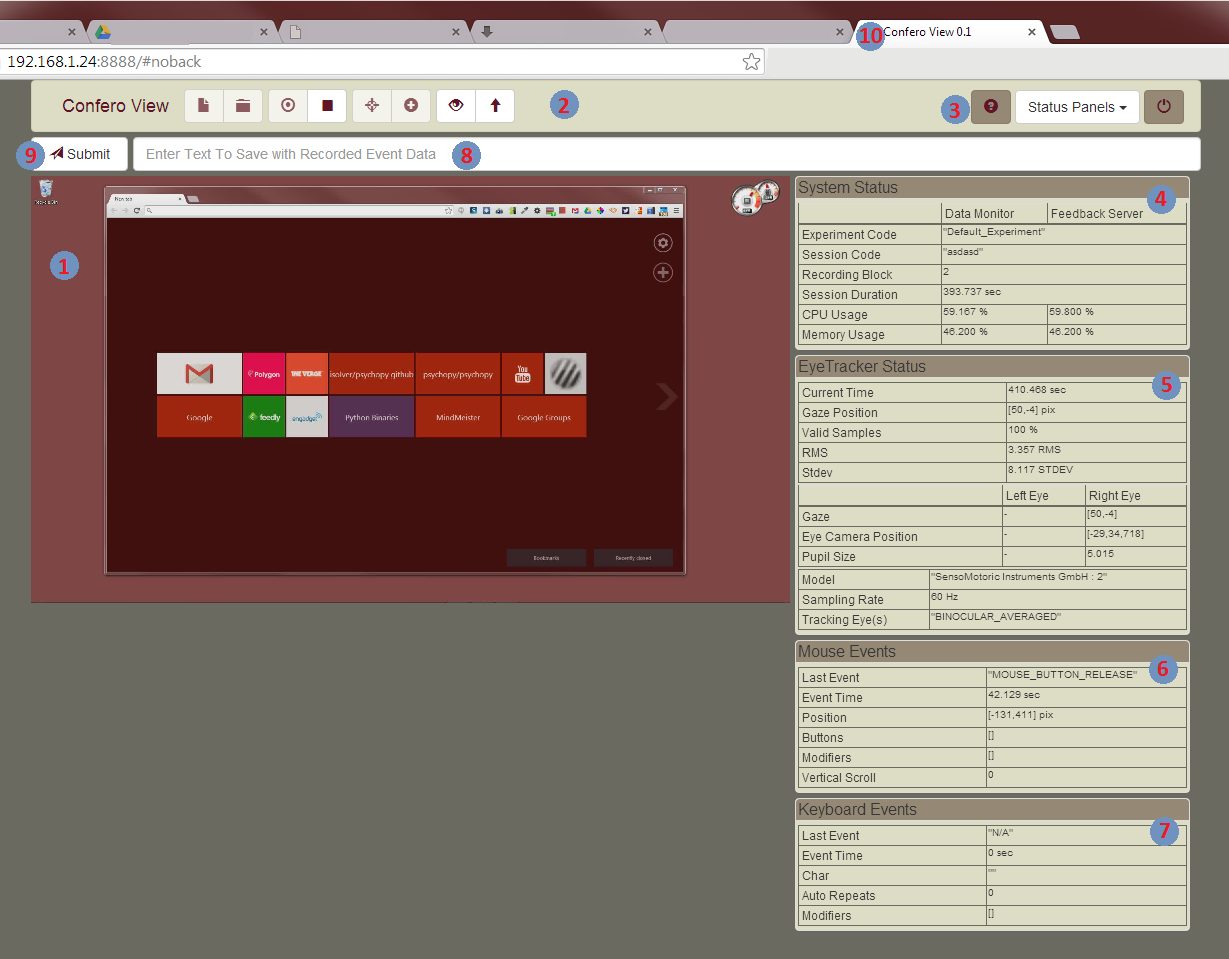 10 Confero View 0.1
192.168.1.24:8888/#noback
Confero View 2 3 Status Panels
9 Submit Enter Text To Save with Recorded Event Data 8
1
New tab
Gmail
Polygon
THE VERGE
isolver/psychopy github
psychopy/psychopy
You Tube
Google
feedly
engadget
Python Binaries
MindMeister
Google Groups
Bookmarks
Recently closed
System Status 4
Data Monitor Feedback Server
Experiment Code "Default_Experiment"
Session Code "asdasd"
Recording Block 2
Session Duration 393.737 sec
CPU Usage 59.167 % 59.800 %
Memory Usage 46.200 % 46.200 %
EyeTracker Status 5
Current Time 410.468 sec
Gaze Position [50,-4] pix
Valid Samples 100 %
RMS 3.357 RMS
Stdev 8.117 STDEV
Left Eye Right Eye
Gaze - [50,-4]
Eye Camera Position - [-29,34,718]
Pupil Size - 5.015
Model "SensoMotoric Instruments GmbH : 2"
Sampling Rate 60 Hz
Tracking Eye(s) "BINOCULAR_AVERAGED"
Mouse Events 6
Last Event "MOUSE_BUTTON_RELEASE"
Event Time 42.129 sec
Position [-131,411] pix
Buttons []
Modifiers []
Vertical Scroll 0
Keyboard Events 7
Last Event "N/A"
Event Time 0 sec
Char ""
Auto Repeats 0
Modifiers []